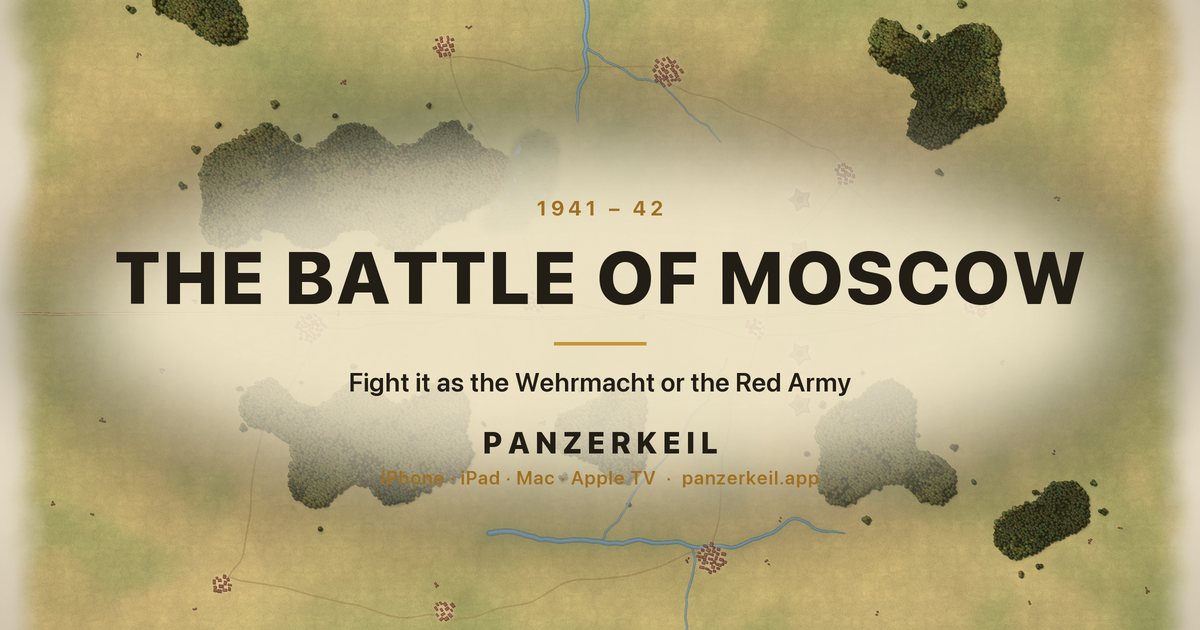 1941 – 42
THE BATTLE OF MOSCOW
Fight it as the Wehrmacht or the Red Army
PANZERKEIL
iPhone · iPad · Mac · Apple TV · panzerkeil.app